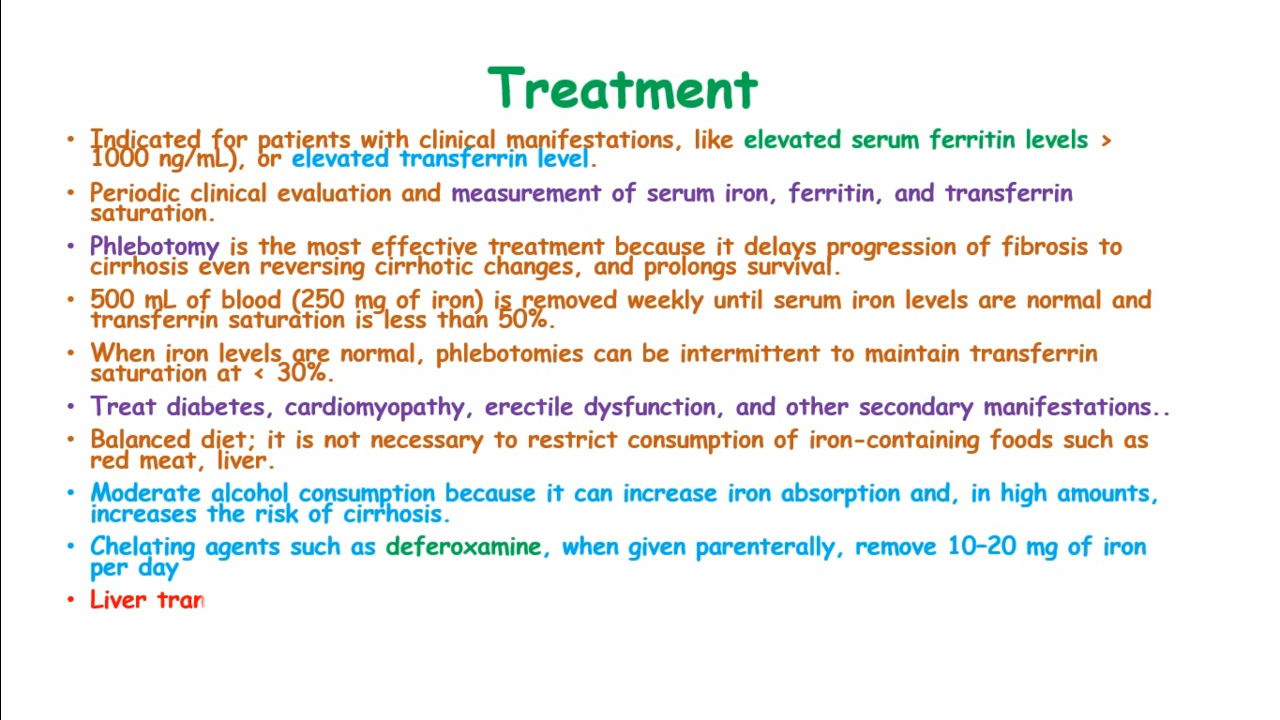 Treatment
• Indicated for patients with clinical manifestations, like elevated serum ferritin levels >
1000 ng/mL), or elevated transferrin level.
• Periodic clinical evaluation and measurement of serum iron, ferritin, and transferrin
saturation.
• Phlebotomy is the most effective treatment because it delays progression of fibrosis to
cirrhosis even reversing cirrhotic changes, and prolongs survival.
• 500 mL of blood (250 mg of iron) is removed weekly until serum iron levels are normal and
transferrin saturation is less than 50%.
• When iron levels are normal, phlebotomies can be intermittent to maintain transferrin
saturation at < 30%.
• Treat diabetes, cardiomyopathy, erectile dysfunction, and other secondary manifestations..
• Balanced diet; it is not necessary to restrict consumption of iron-containing foods such as
red meat, liver.
• Moderate alcohol consumption because it can increase iron absorption and, in high amounts,
increases the risk of cirrhosis.
• Chelating agents such as deferoxamine, when given parenterally, remove 10–20 mg of iron
per day
• Liver tran